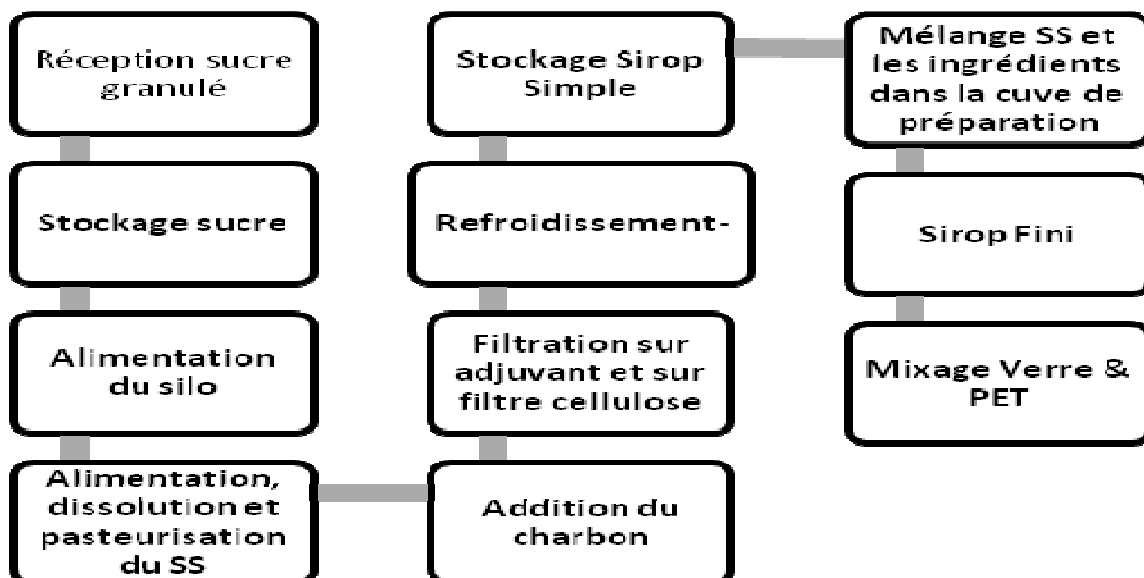 Réception sucre
granulé
Stockage sucre
Alimentation
du silo
Alimentation,
dissolution et
pasteurisation
du SS
Addition du
charbon
Filtration sur
adjuvant et sur
filtre cellulose
Refroidissement-
Stockage Sirop
Simple
Mélange SS et
les ingrédients
dans la cuve de
préparation
Sirop Fini
Mixage Verre &
PET